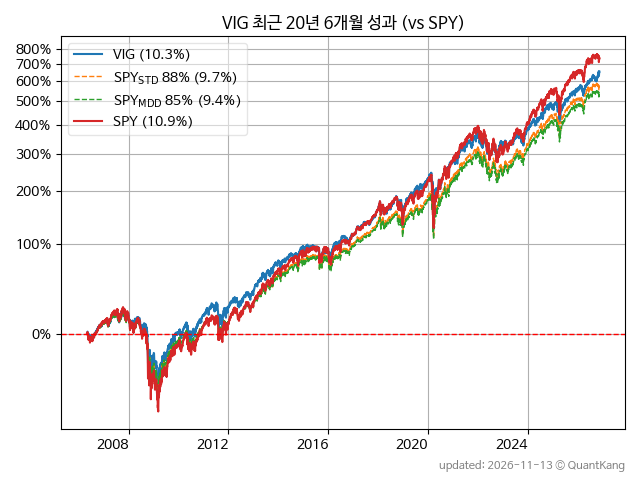 VIG 최근 20년 6개월 성과 (vs SPY)
800%
700%
600%
500%
400%
300%
200%
100%
0%
VIG (10.3%)
SPY_STD 88% (9.7%)
SPY_MDD 85% (9.4%)
SPY (10.9%)
2008 2012 2016 2020 2024
updated: 2026-11-13 ⓒ QuantKang